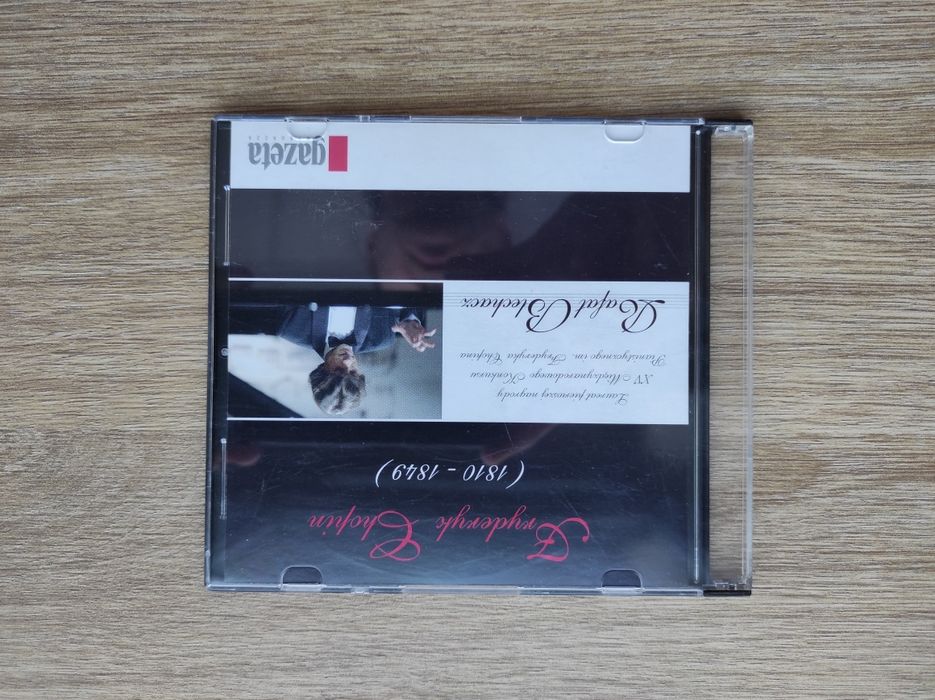 Fryderyk Chopin
(1810 - 1849)
Laureat pierwszej nagrody
XV Międzynarodowego Konkursu
Pianistycznego im. Fryderyka Chopina
Rafał Blechacz
gazeta